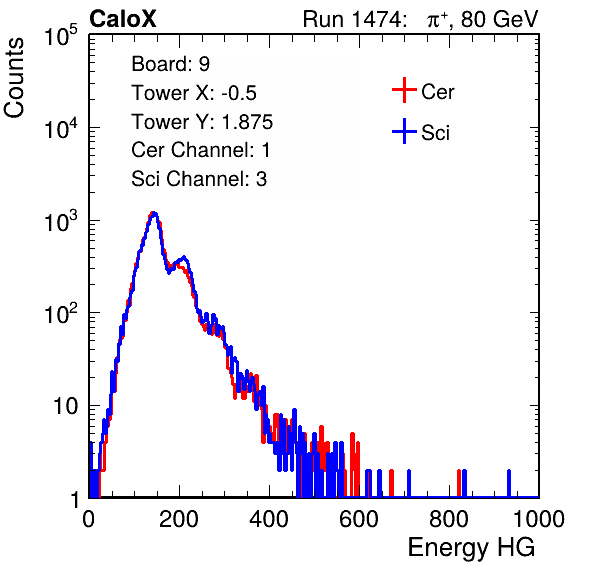 CaloX Run 1474: π⁺, 80 GeV
Counts
Board: 9
Tower X: -0.5
Tower Y: 1.875
Cer Channel: 1
Sci Channel: 3
Cer
Sci
10⁵
10⁴
10³
10²
10
1
0 200 400 600 800 1000
Energy HG